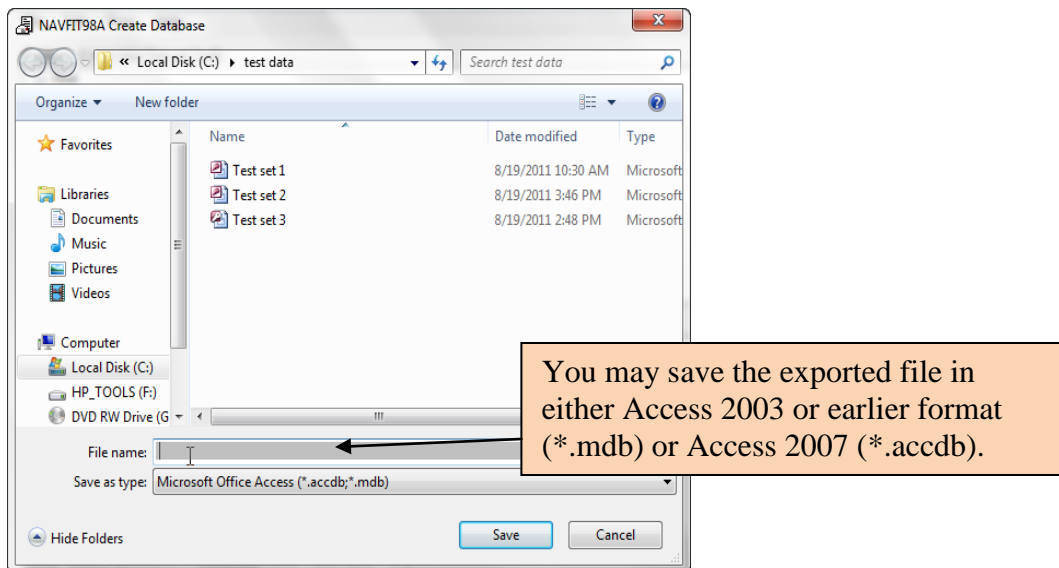 NAVFIT98A Create Database
« Local Disk (C:) ▸ test data
Search test data
Organize
New folder
Favorites
Libraries
Documents
Music
Pictures
Videos
Computer
Local Disk (C:)
HP_TOOLS (F:)
DVD RW Drive (G
Name Date modified Type
Test set 1 8/19/2011 10:30 AM Microsoft
Test set 2 8/19/2011 3:46 PM Microsoft
Test set 3 8/19/2011 2:48 PM Microsoft
You may save the exported file in
either Access 2003 or earlier format
(*.mdb) or Access 2007 (*.accdb).
File name:
Save as type: Microsoft Office Access (*.accdb;*.mdb)
Hide Folders
Save
Cancel